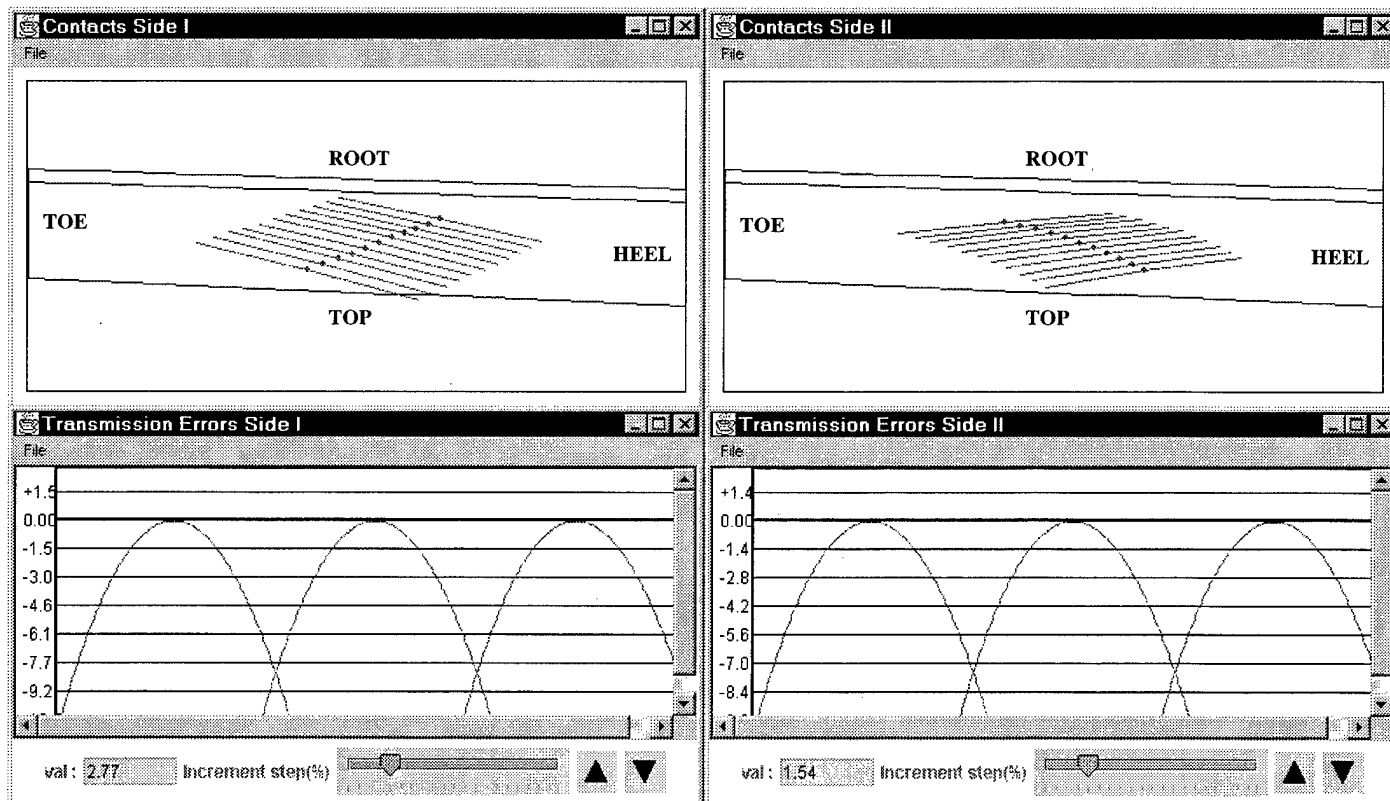 Contacts Side I
File
ROOT
TOE
HEEL
TOP
Contacts Side II
File
ROOT
TOE
HEEL
TOP
Transmission Errors Side I
File
+1.5
0.00
-1.5
-3.0
-4.6
-6.1
-7.7
-9.2
val : 2.77 Increment step(%)
Transmission Errors Side II
File
+1.4
0.00
-1.4
-2.8
-4.2
-5.6
-7.0
-8.4
val : 1.54 Increment step(%)